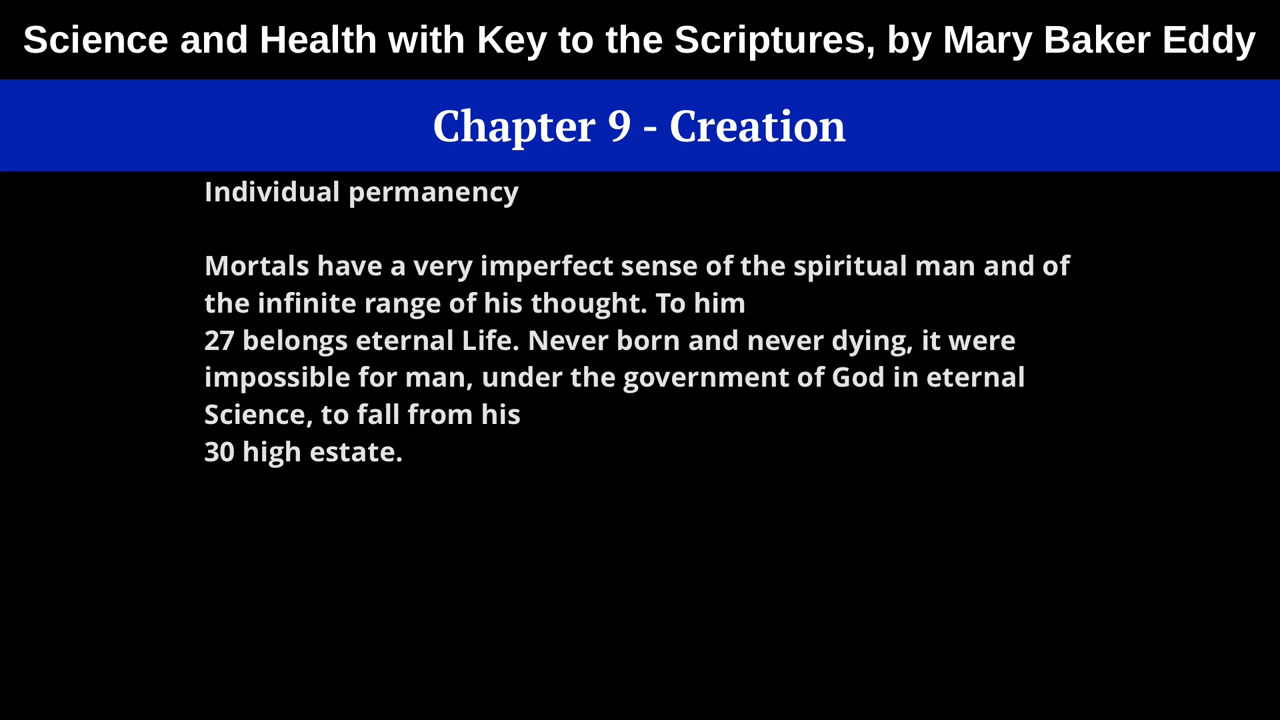 Science and Health with Key to the Scriptures, by Mary Baker Eddy
Chapter 9 - Creation
Individual permanency
Mortals have a very imperfect sense of the spiritual man and of
the infinite range of his thought. To him
27 belongs eternal Life. Never born and never dying, it were
impossible for man, under the government of God in eternal
Science, to fall from his
30 high estate.